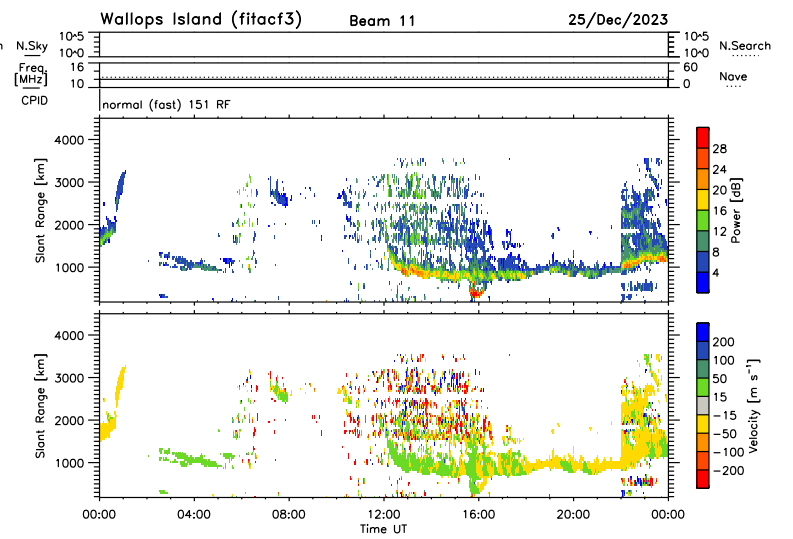 Wallops Island (fitacf3) Beam 11 25/Dec/2023
N.Sky 10^5 10^0 10^5 10^0 N.Search
Freq. [MHz] 16 10 60 0 Nave
CPID normal (fast) 151 RF
Slant Range [km]
4000
3000
2000
1000
28
24
20
16
12
8
4
Power [dB]
Slant Range [km]
4000
3000
2000
1000
200
100
50
15
-15
-50
-100
-200
Velocity [m s⁻¹]
00:00 04:00 08:00 12:00 16:00 20:00 00:00
Time UT